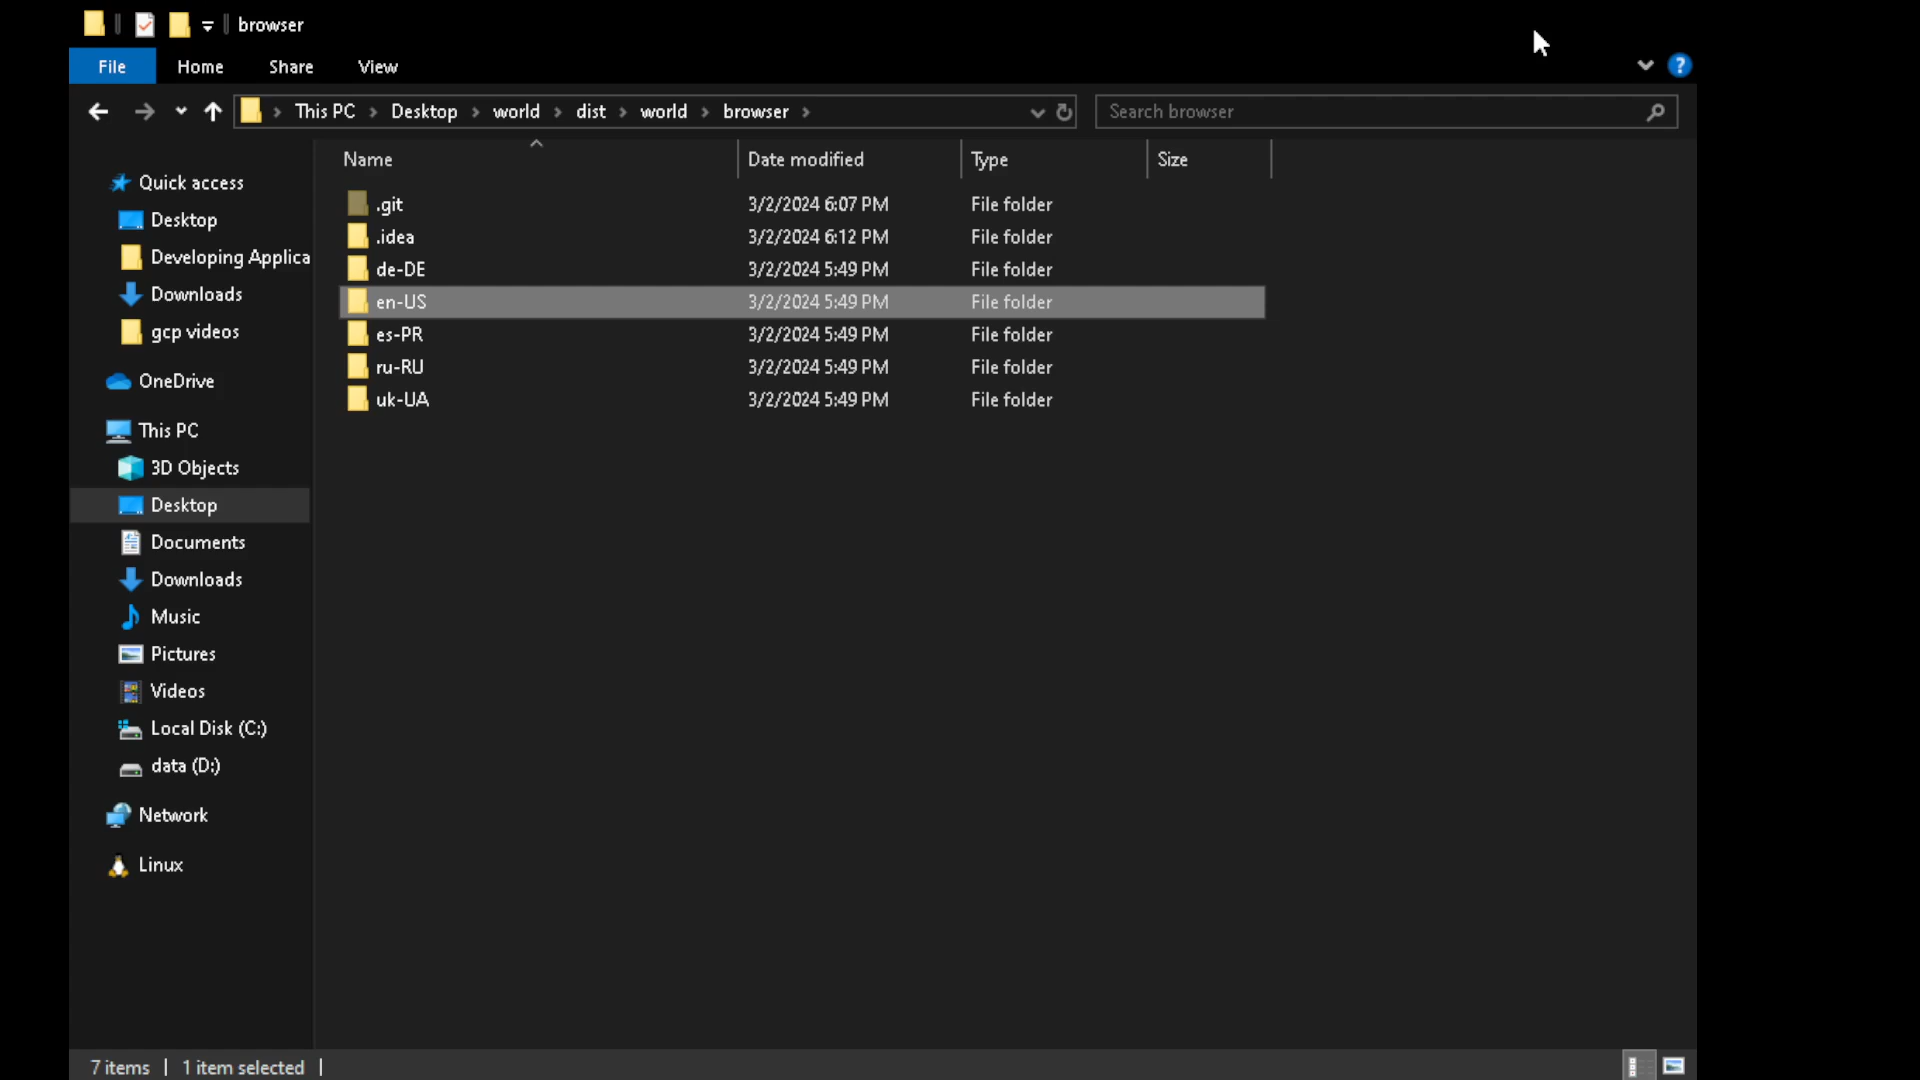 browser
File Home Share View
This PC Desktop world dist world browser Search browser
Name Date modified Type Size
.git 3/2/2024 6:07 PM File folder
.idea 3/2/2024 6:12 PM File folder
de-DE 3/2/2024 5:49 PM File folder
en-US 3/2/2024 5:49 PM File folder
es-PR 3/2/2024 5:49 PM File folder
ru-RU 3/2/2024 5:49 PM File folder
uk-UA 3/2/2024 5:49 PM File folder
Quick access
Desktop
Developing Applica
Downloads
gcp videos
OneDrive
This PC
3D Objects
Desktop
Documents
Downloads
Music
Pictures
Videos
Local Disk (C:)
data (D:)
Network
Linux
7 items 1 item selected